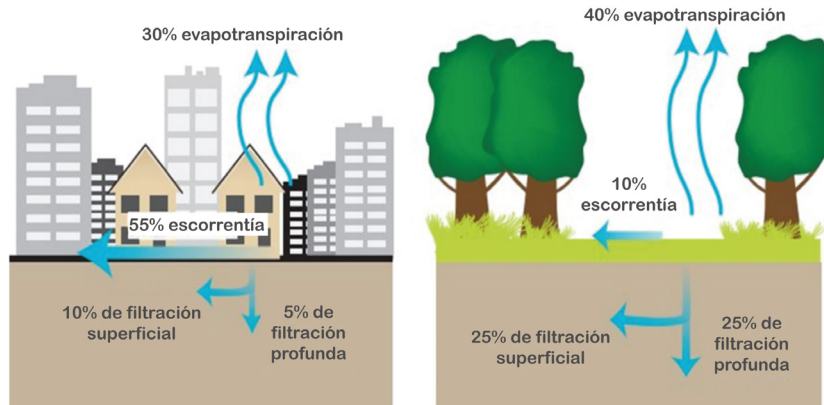 30% evapotranspiración
55% escorrentía
10% de filtración
superficial
5% de
filtración
profunda
40% evapotranspiración
10%
escorrentía
25% de filtración
superficial
25% de
filtración
profunda